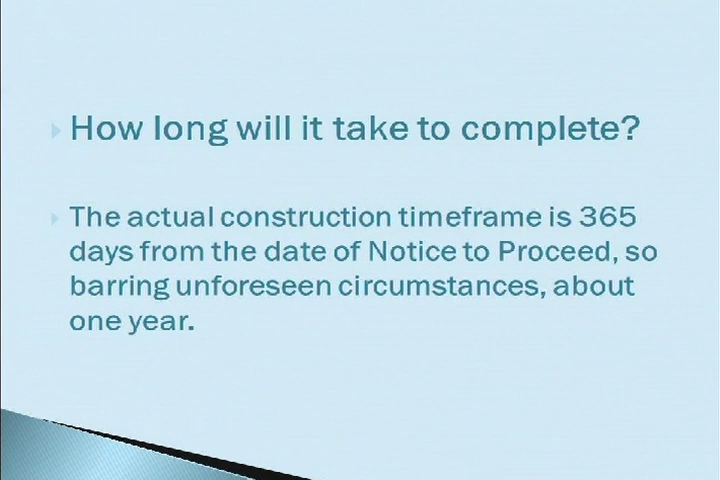 How long will it take to complete?
The actual construction timeframe is 365
days from the date of Notice to Proceed, so
barring unforeseen circumstances, about
one year.